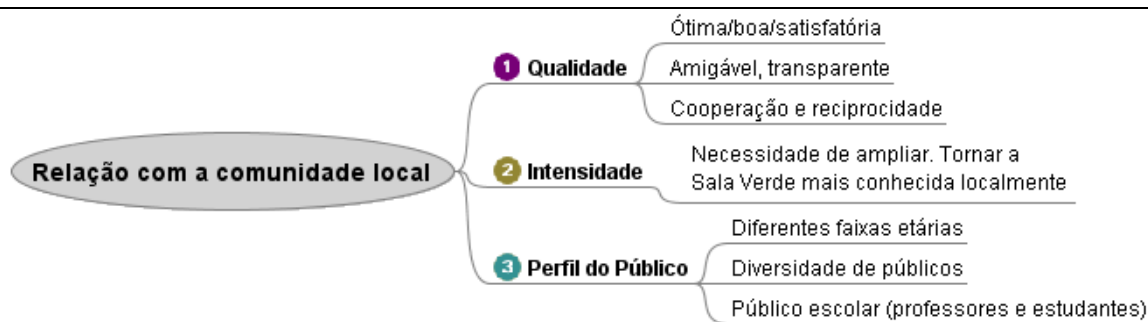 Relação com a comunidade local
1 Qualidade
Ótima/boa/satisfatória
Amigável, transparente
Cooperação e reciprocidade
2 Intensidade
Necessidade de ampliar. Tornar a
Sala Verde mais conhecida localmente
3 Perfil do Público
Diferentes faixas etárias
Diversidade de públicos
Público escolar (professores e estudantes)